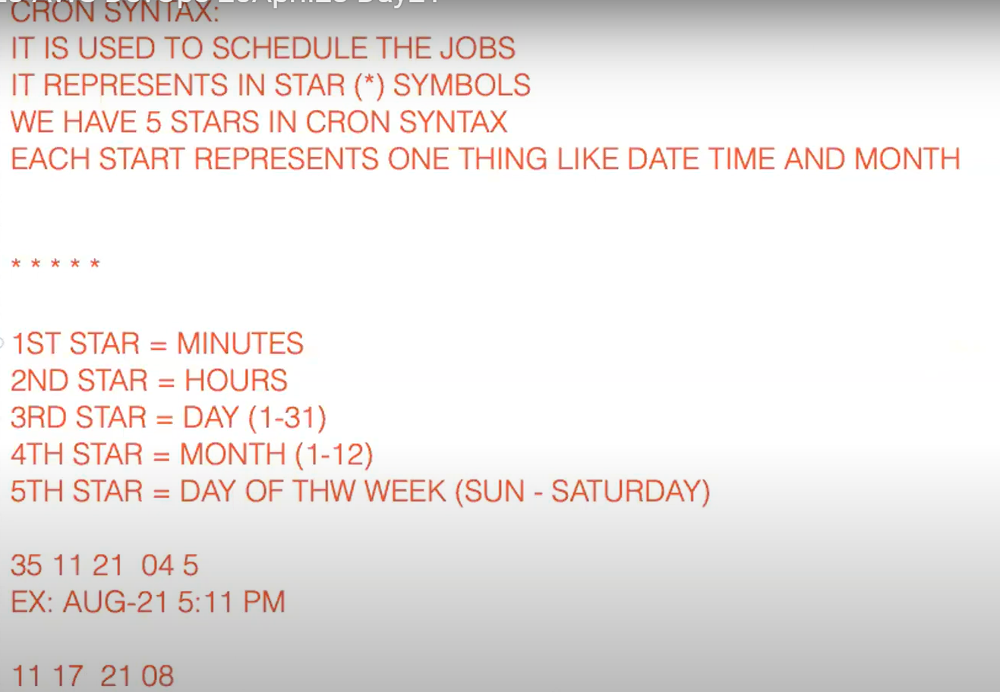 CRON SYNTAX:
IT IS USED TO SCHEDULE THE JOBS
IT REPRESENTS IN STAR (*) SYMBOLS
WE HAVE 5 STARS IN CRON SYNTAX
EACH START REPRESENTS ONE THING LIKE DATE TIME AND MONTH
* * * * *
1ST STAR = MINUTES
2ND STAR = HOURS
3RD STAR = DAY (1-31)
4TH STAR = MONTH (1-12)
5TH STAR = DAY OF THW WEEK (SUN - SATURDAY)
35 11 21  04 5
EX: AUG-21 5:11 PM
11 17  21 08